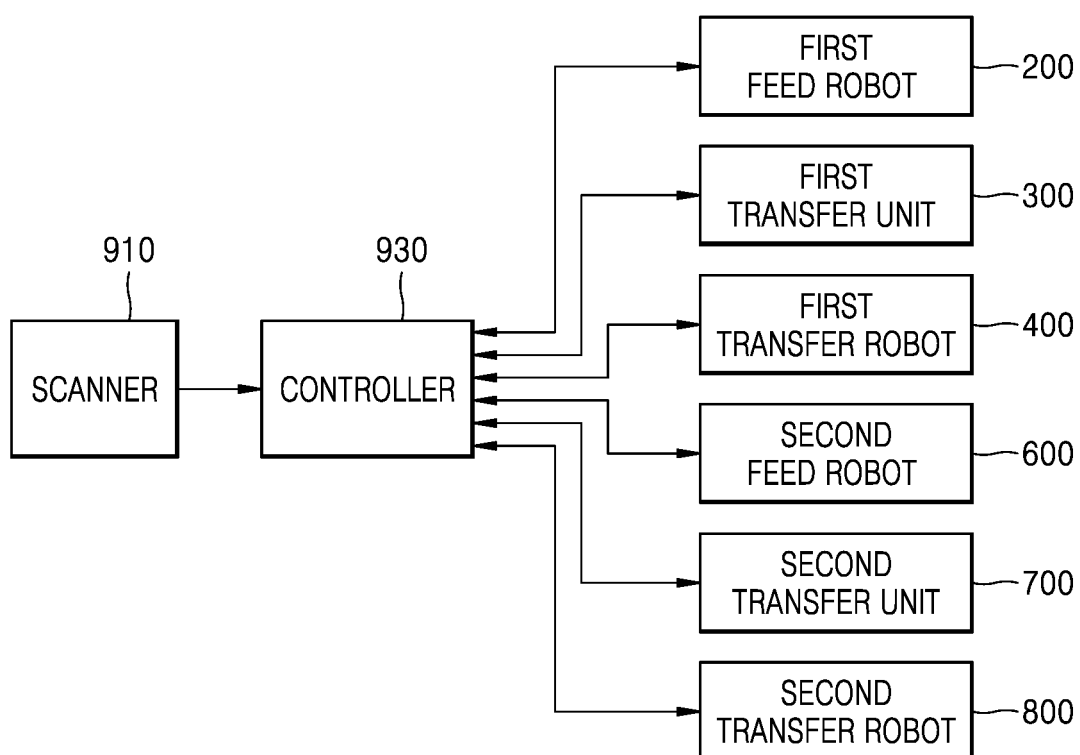 FIRST
FEED ROBOT
200
FIRST
TRANSFER UNIT
300
910
930
SCANNER
CONTROLLER
FIRST
TRANSFER ROBOT
400
SECOND
FEED ROBOT
600
SECOND
TRANSFER UNIT
700
SECOND
TRANSFER ROBOT
800